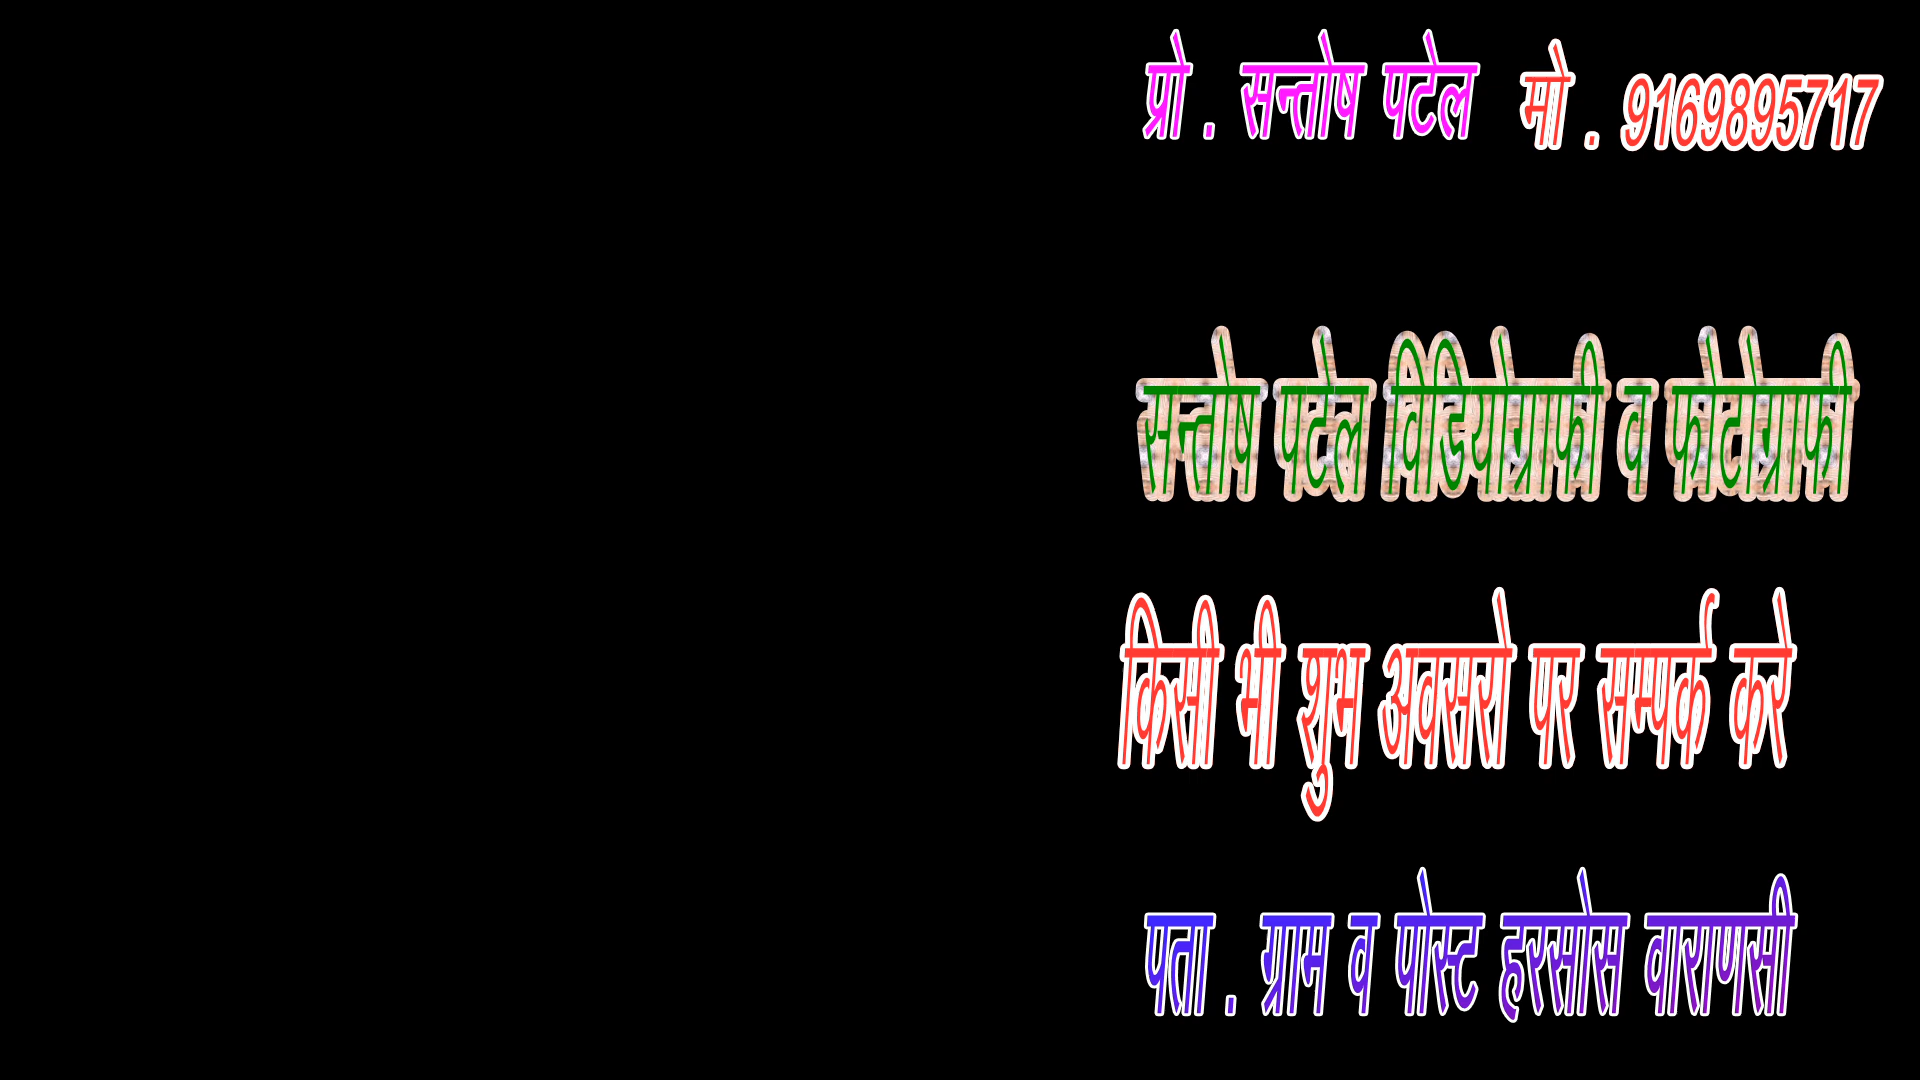 प्रो . सन्तोष पटेल मो . 9169895717
सन्तोष पटेल विडियोग्राफी व फोटोग्राफी
किसी भी शुभ अवसरो पर सम्पर्क करे
पता . ग्राम व पोस्ट हरसोस वाराणसी